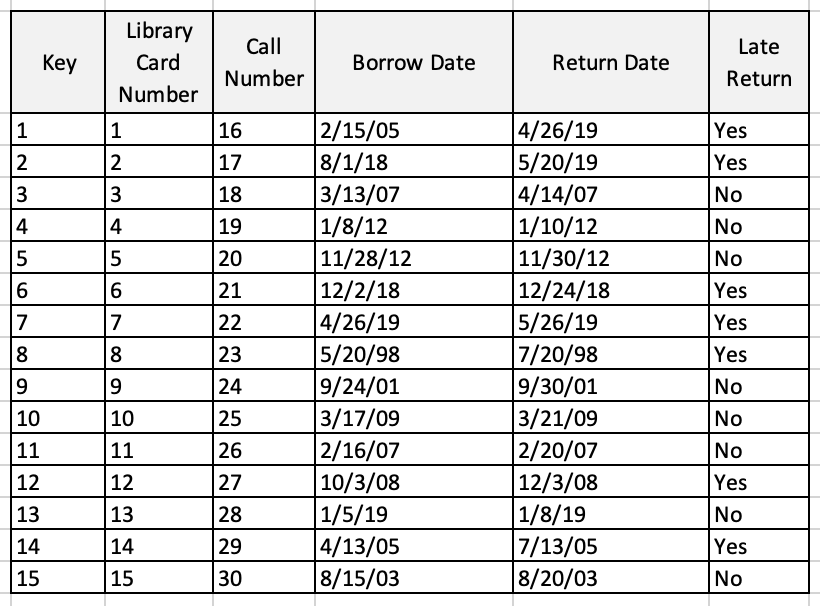 Key Library Card Number Call Number Borrow Date Return Date Late Return
1 1 16 2/15/05 4/26/19 Yes
2 2 17 8/1/18 5/20/19 Yes
3 3 18 3/13/07 4/14/07 No
4 4 19 1/8/12 1/10/12 No
5 5 20 11/28/12 11/30/12 No
6 6 21 12/2/18 12/24/18 Yes
7 7 22 4/26/19 5/26/19 Yes
8 8 23 5/20/98 7/20/98 Yes
9 9 24 9/24/01 9/30/01 No
10 10 25 3/17/09 3/21/09 No
11 11 26 2/16/07 2/20/07 No
12 12 27 10/3/08 12/3/08 Yes
13 13 28 1/5/19 1/8/19 No
14 14 29 4/13/05 7/13/05 Yes
15 15 30 8/15/03 8/20/03 No